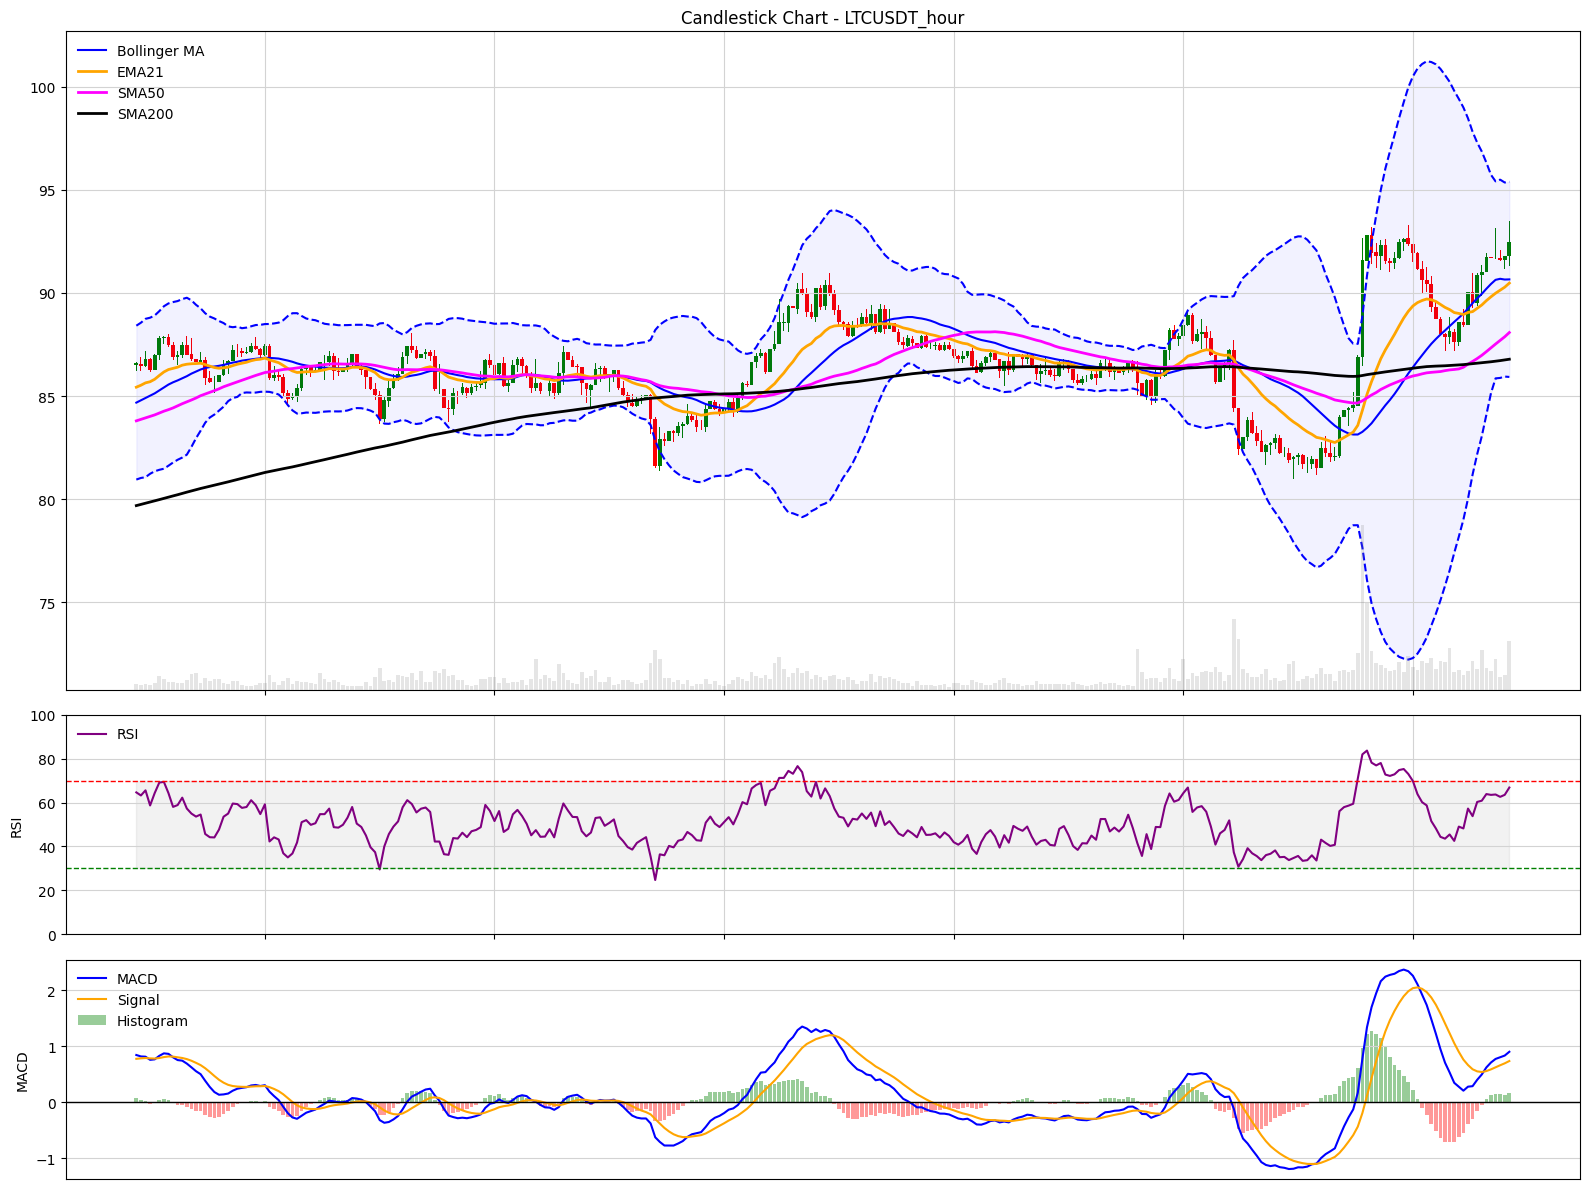 Candlestick Chart - LTCUSDT_hour
Bollinger MA
EMA21
SMA50
SMA200
100
95
90
85
80
75
RSI
100
80
60
40
20
0
RSI
MACD
Signal
Histogram
2
1
0
−1
MACD